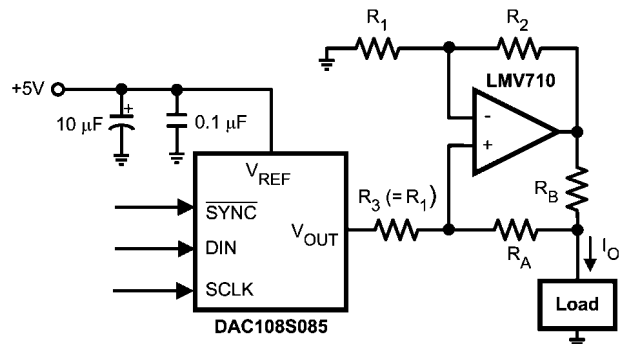 R1
R2
LMV710
+5V
+
10 μF
0.1 μF
-
+
VREF
RB
SYNC
R3 (= R1)
DIN
VOUT
RA
IO
SCLK
Load
DAC108S085